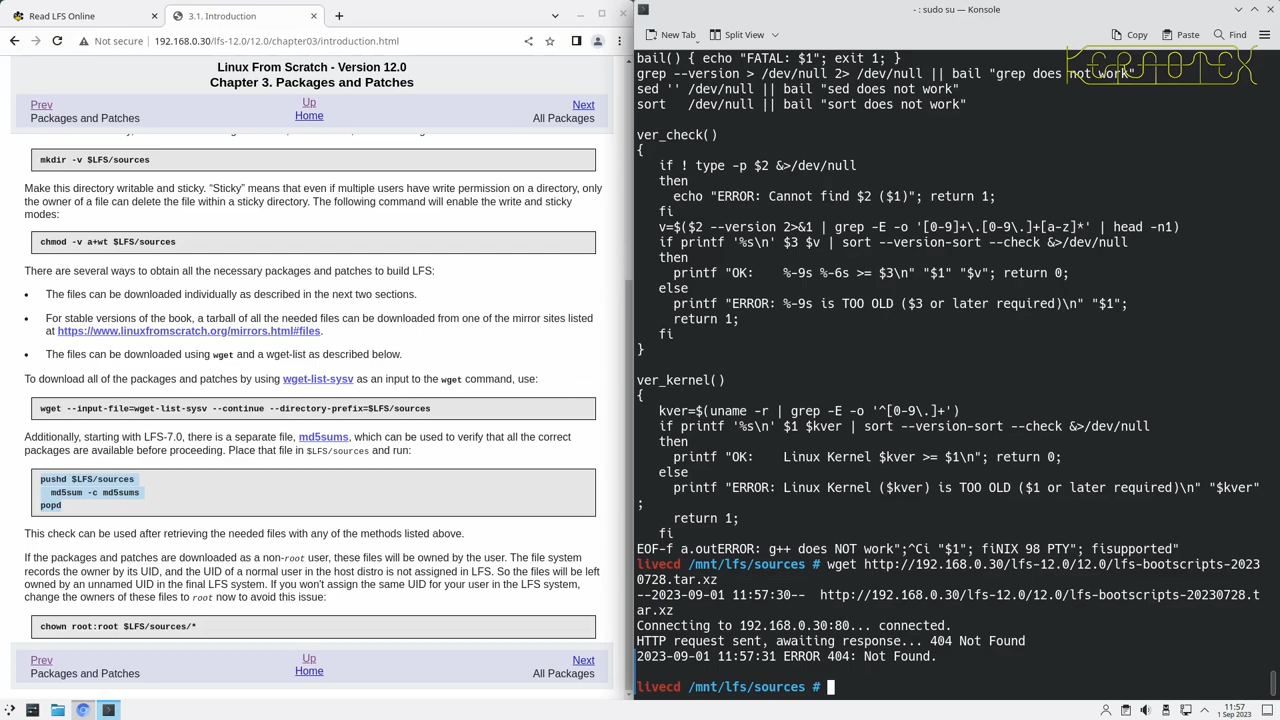 Read LFS Online
3.1. Introduction
Not secure
192.168.0.30/lfs-12.0/12.0/chapter03/introduction.html
Linux From Scratch - Version 12.0
Chapter 3. Packages and Patches
Prev
Up
Next
Packages and Patches
Home
All Packages
mkdir -v $LFS/sources
Make this directory writable and sticky. “Sticky” means that even if multiple users have write permission on a directory, only
the owner of a file can delete the file within a sticky directory. The following command will enable the write and sticky
modes:
chmod -v a+wt $LFS/sources
There are several ways to obtain all the necessary packages and patches to build LFS:
• The files can be downloaded individually as described in the next two sections.
• For stable versions of the book, a tarball of all the needed files can be downloaded from one of the mirror sites listed
at https://www.linuxfromscratch.org/mirrors.html#files.
• The files can be downloaded using wget and a wget-list as described below.
To download all of the packages and patches by using wget-list-sysv as an input to the wget command, use:
wget --input-file=wget-list-sysv --continue --directory-prefix=$LFS/sources
Additionally, starting with LFS-7.0, there is a separate file, md5sums, which can be used to verify that all the correct
packages are available before proceeding. Place that file in $LFS/sources and run:
pushd $LFS/sources
md5sum -c md5sums
popd
This check can be used after retrieving the needed files with any of the methods listed above.
If the packages and patches are downloaded as a non-root user, these files will be owned by the user. The file system
records the owner by its UID, and the UID of a normal user in the host distro is not assigned in LFS. So the files will be left
owned by an unnamed UID in the final LFS system. If you won't assign the same UID for your user in the LFS system,
change the owners of these files to root now to avoid this issue:
chown root:root $LFS/sources/*
Prev
Up
Next
Packages and Patches
Home
All Packages
- : sudo su — Konsole
New Tab
Split View
Copy
Paste
Find
KERNOTEX
bail() { echo "FATAL: $1"; exit 1; }
grep --version > /dev/null 2> /dev/null || bail "grep does not work"
sed '' /dev/null || bail "sed does not work"
sort   /dev/null || bail "sort does not work"
ver_check()
{
if ! type -p $2 &>/dev/null
then
echo "ERROR: Cannot find $2 ($1)"; return 1;
fi
v=$($2 --version 2>&1 | grep -E -o '[0-9]+\.[0-9\.]+[a-z]*' | head -n1)
if printf '%s\n' $3 $v | sort --version-sort --check &>/dev/null
then
printf "OK:    %-9s %-6s >= $3\n" "$1" "$v"; return 0;
else
printf "ERROR: %-9s is TOO OLD ($3 or later required)\n" "$1";
return 1;
fi
}
ver_kernel()
{
kver=$(uname -r | grep -E -o '^[0-9\.]+')
if printf '%s\n' $1 $kver | sort --version-sort --check &>/dev/null
then
printf "OK:    Linux Kernel $kver >= $1\n"; return 0;
else
printf "ERROR: Linux Kernel ($kver) is TOO OLD ($1 or later required)\n" "$kver"
;
return 1;
fi
EOF-f a.outERROR: g++ does NOT work";^Ci "$1"; fiNIX 98 PTY"; fisupported"
livecd /mnt/lfs/sources # wget http://192.168.0.30/lfs-12.0/12.0/lfs-bootscripts-2023
0728.tar.xz
--2023-09-01 11:57:30--  http://192.168.0.30/lfs-12.0/12.0/lfs-bootscripts-20230728.t
ar.xz
Connecting to 192.168.0.30:80... connected.
HTTP request sent, awaiting response... 404 Not Found
2023-09-01 11:57:31 ERROR 404: Not Found.
livecd /mnt/lfs/sources #
11:57
1 Sep 2023